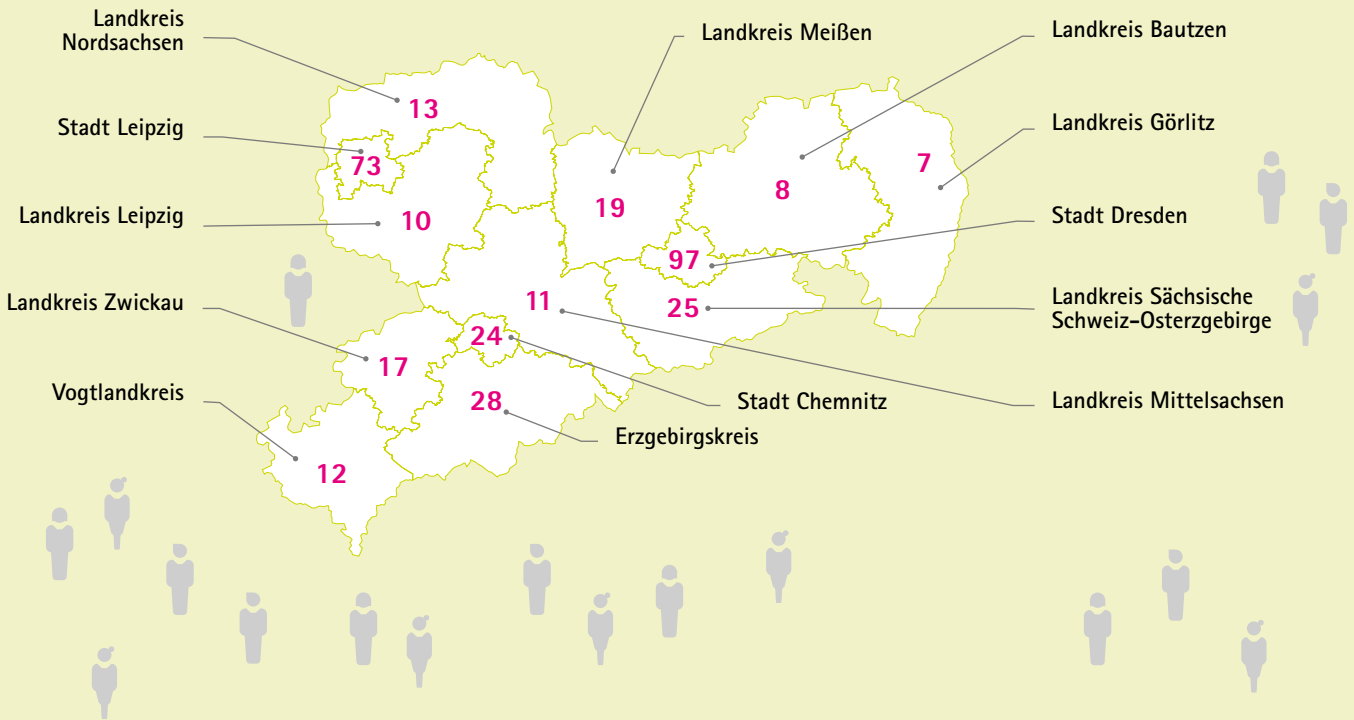 Landkreis
Nordsachsen
Landkreis Meißen
Landkreis Bautzen
13
Stadt Leipzig
Landkreis Görlitz
73
7
8
19
10
Landkreis Leipzig
Stadt Dresden
97
Landkreis Zwickau
11
25
Landkreis Sächsische
Schweiz-Osterzgebirge
24
17
Vogtlandkreis
28
Stadt Chemnitz
Landkreis Mittelsachsen
Erzgebirgskreis
12